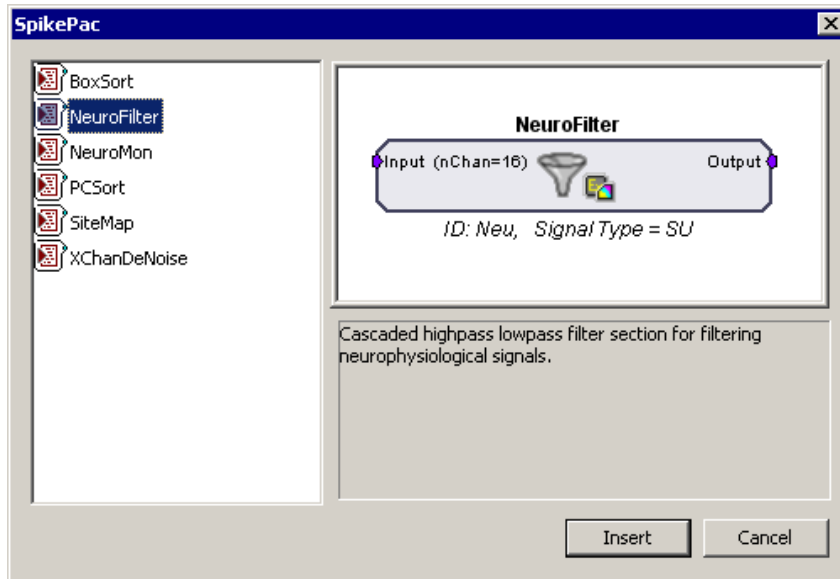 SpikePac
BoxSort
NeuroFilter
NeuroMon
PCSort
SiteMap
XChanDeNoise
NeuroFilter
Input (nChan=16) Output
ID: Neu, Signal Type = SU
Cascaded highpass lowpass filter section for filtering
neurophysiological signals.
Insert Cancel